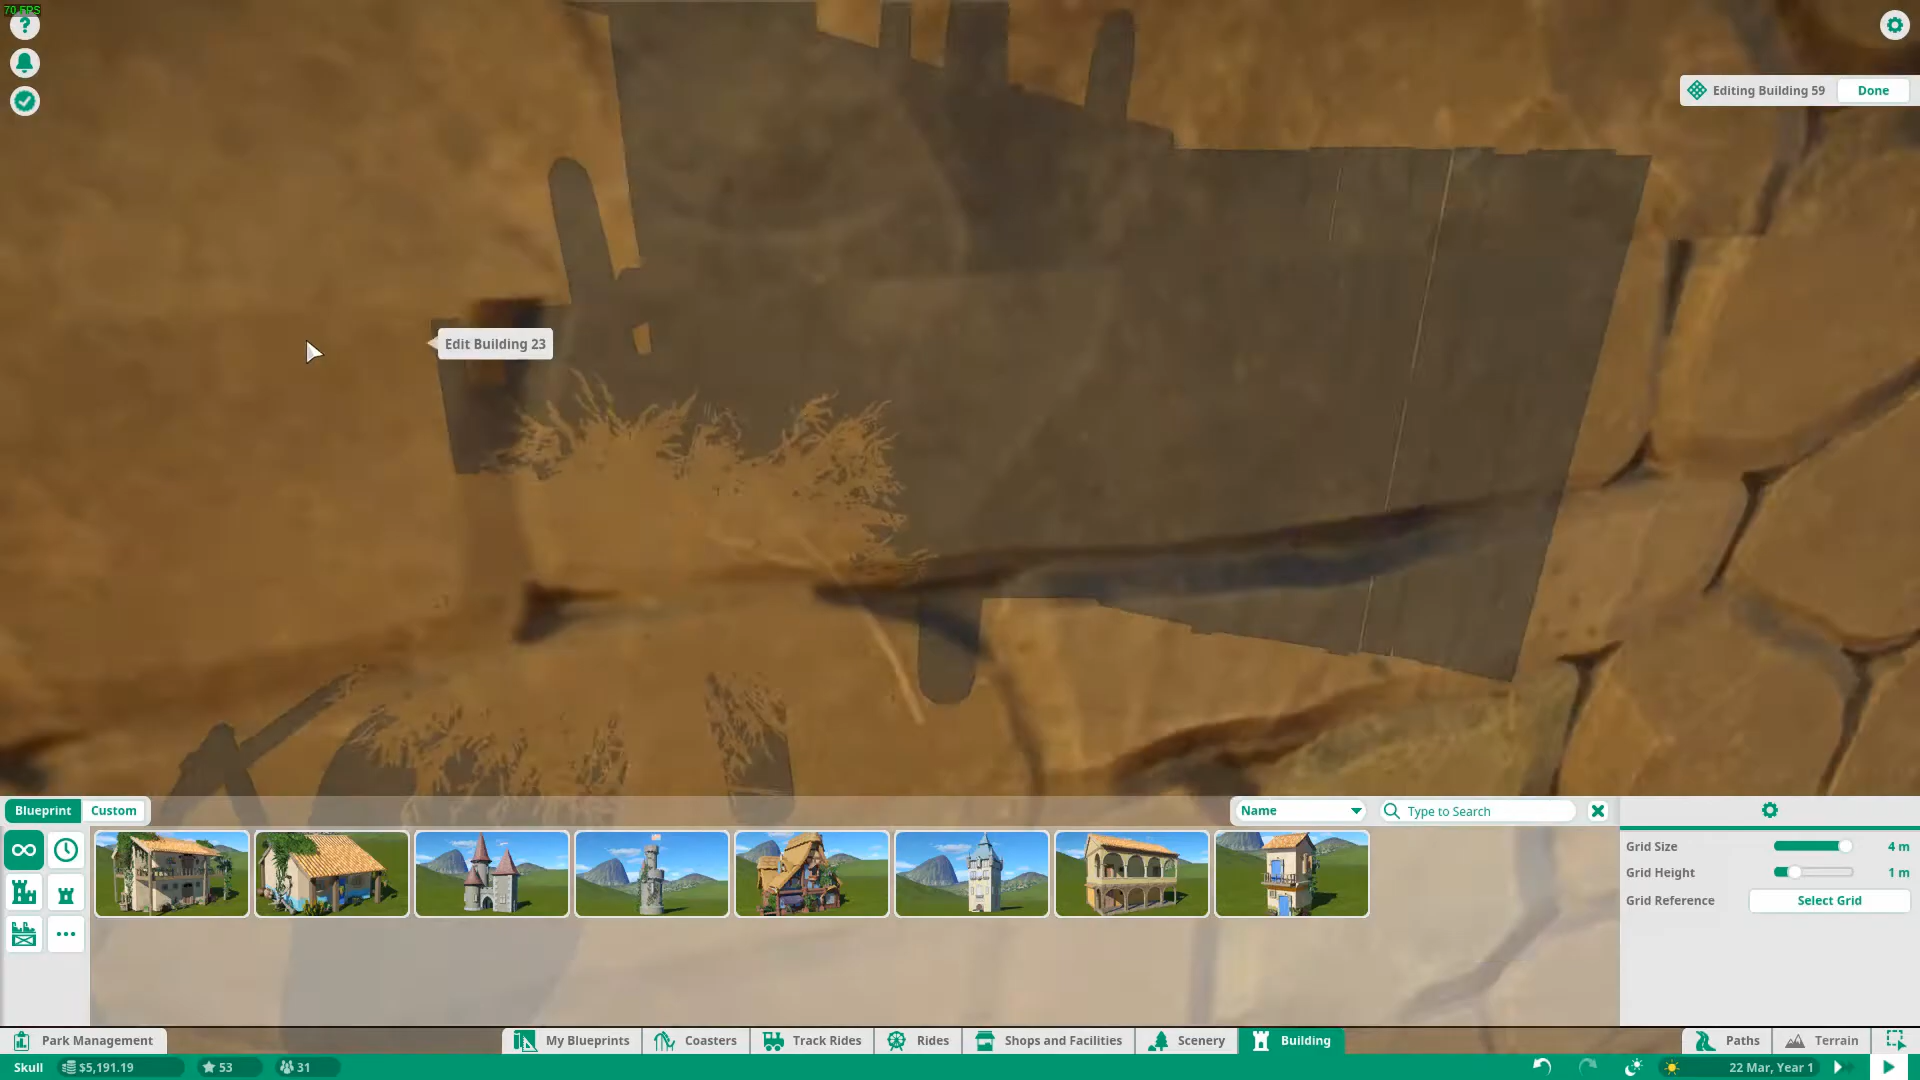 70 FPS
?
Editing Building 59
Done
Edit Building 23
Blueprint
Custom
Name
Type to Search
Grid Size
4 m
Grid Height
1 m
Grid Reference
Select Grid
Park Management
My Blueprints
Coasters
Track Rides
Rides
Shops and Facilities
Scenery
Building
Paths
Terrain
Skull
$5,191.19
53
31
22 Mar, Year 1